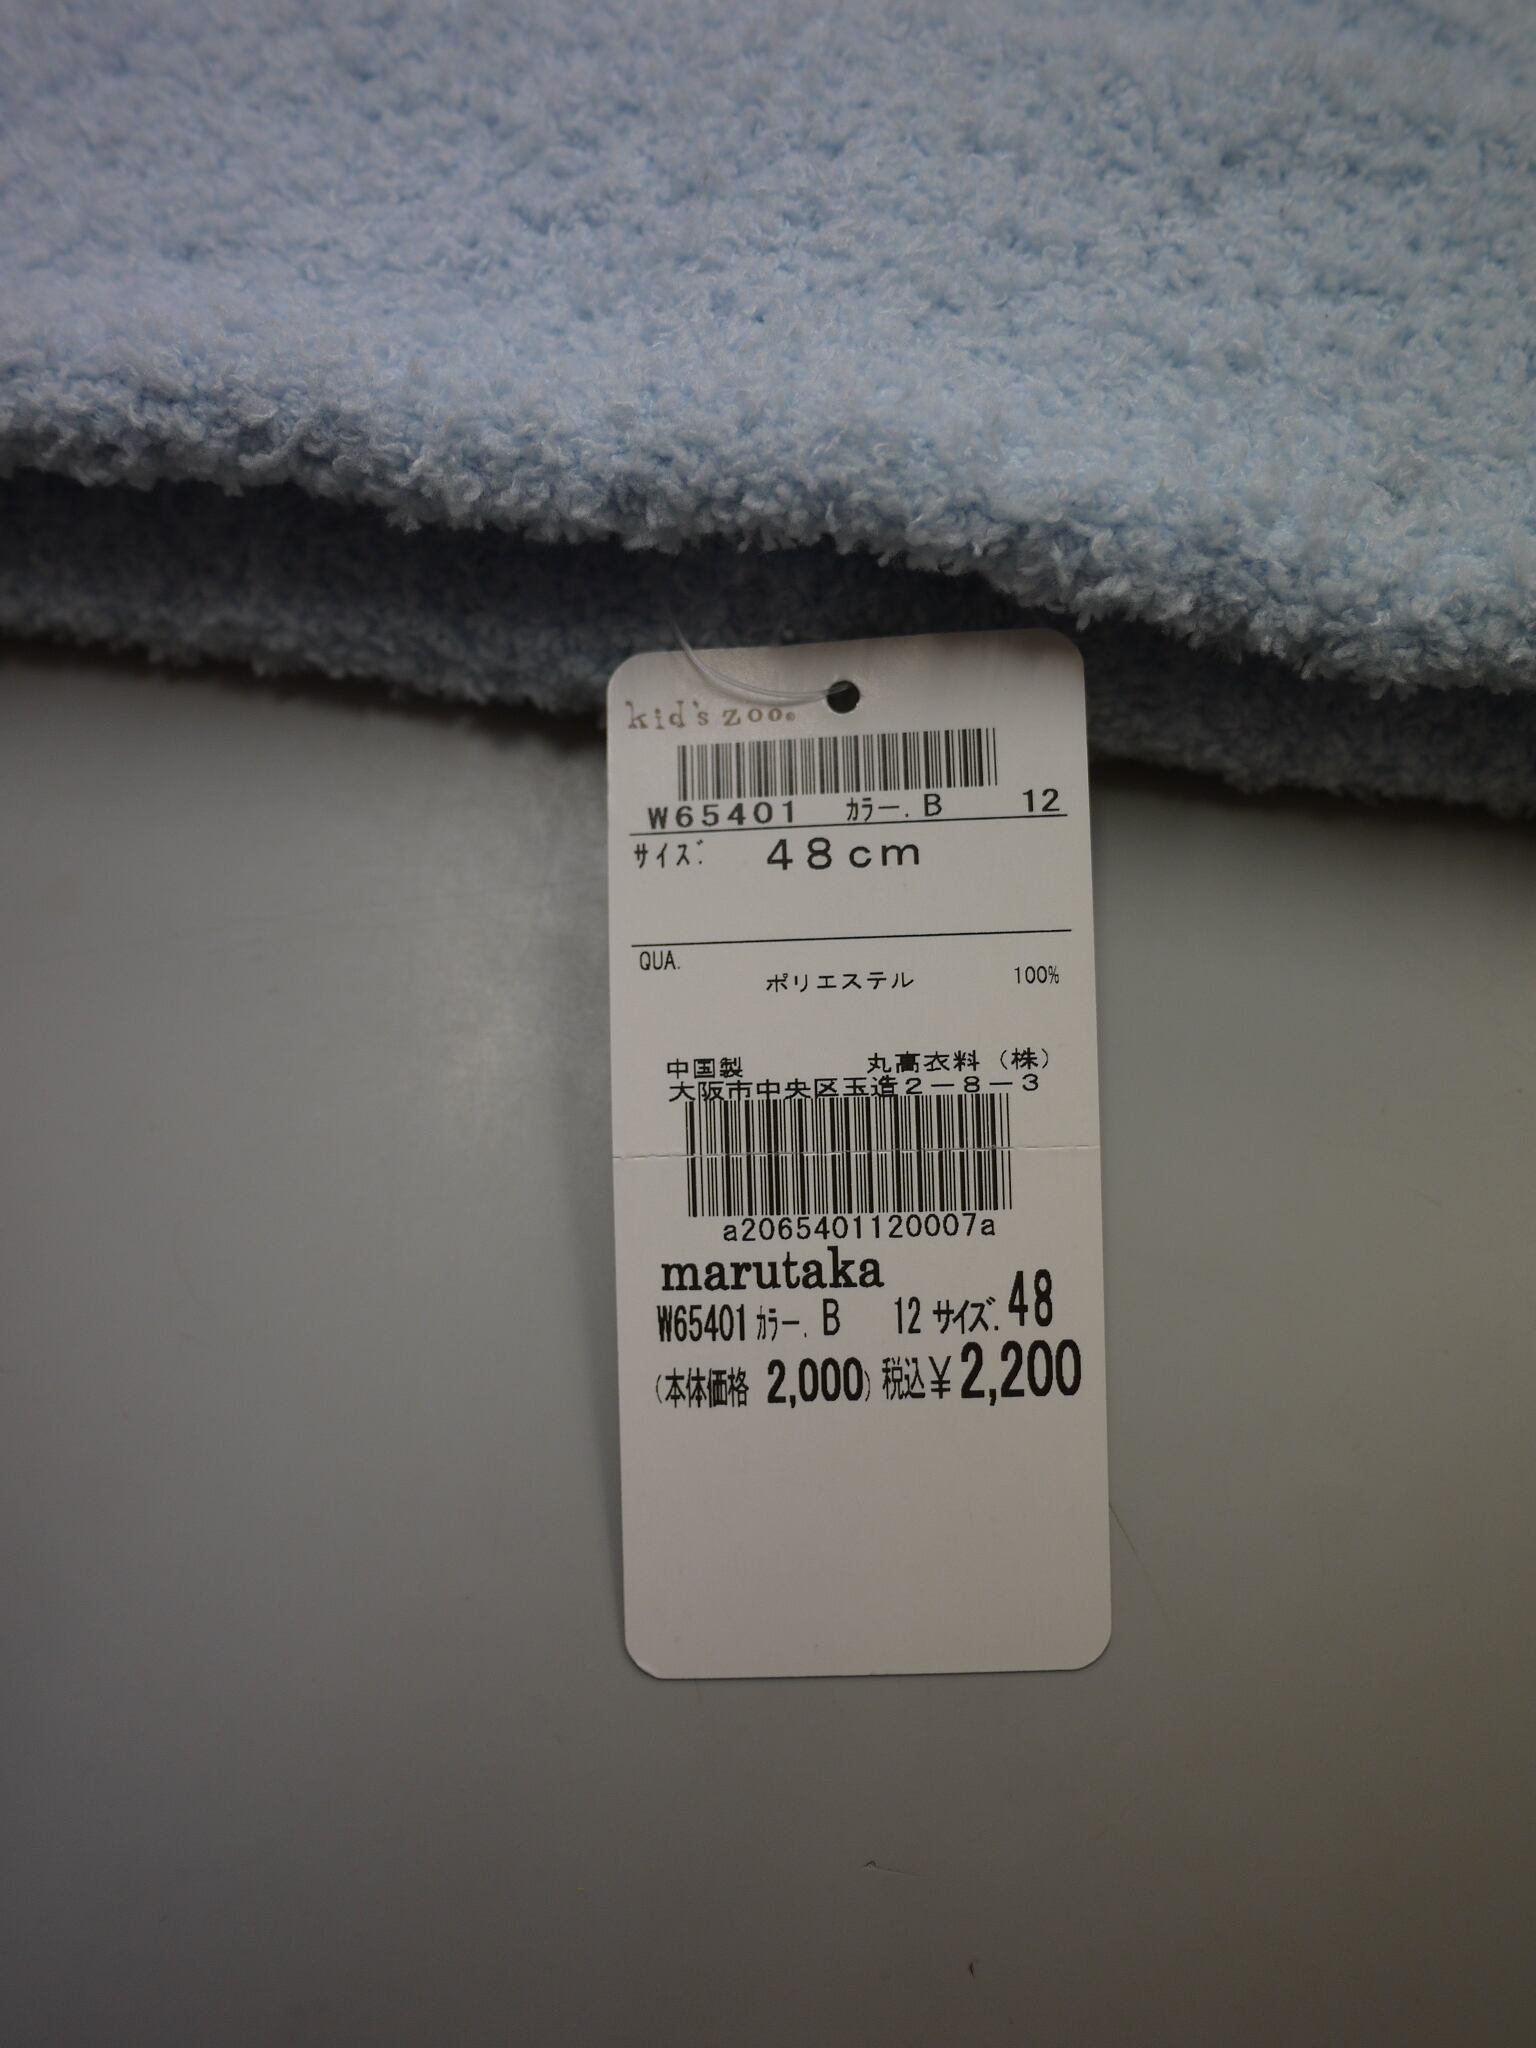 kid's zoo®
W65401 カラー. B 12
サイズ: 48cm
QUA.
ポリエステル 100%
中国製 丸高衣料（株）
大阪市中央区玉造２－８－３
a2065401120007a
marutaka
W65401 カラー. B 12 サイズ. 48
(本体価格 2,000) 税込￥2,200